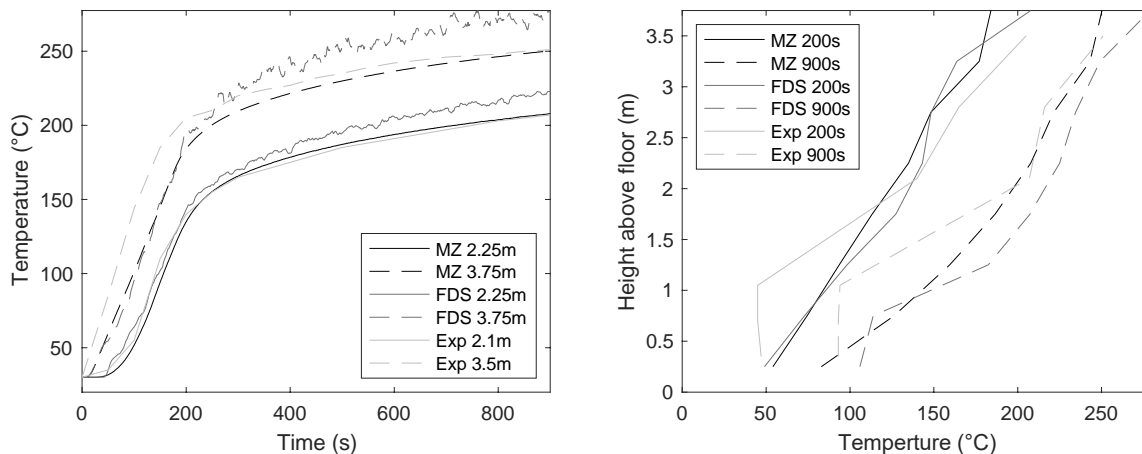 250
200
150
100
50
0
200
400
600
800
Temperature (°C)
Time (s)
MZ 2.25m
MZ 3.75m
FDS 2.25m
FDS 3.75m
Exp 2.1m
Exp 3.5m
3.5
3
2.5
2
1.5
1
0.5
0
0
50
100
150
200
250
Height above floor (m)
Temperture (°C)
MZ 200s
MZ 900s
FDS 200s
FDS 900s
Exp 200s
Exp 900s